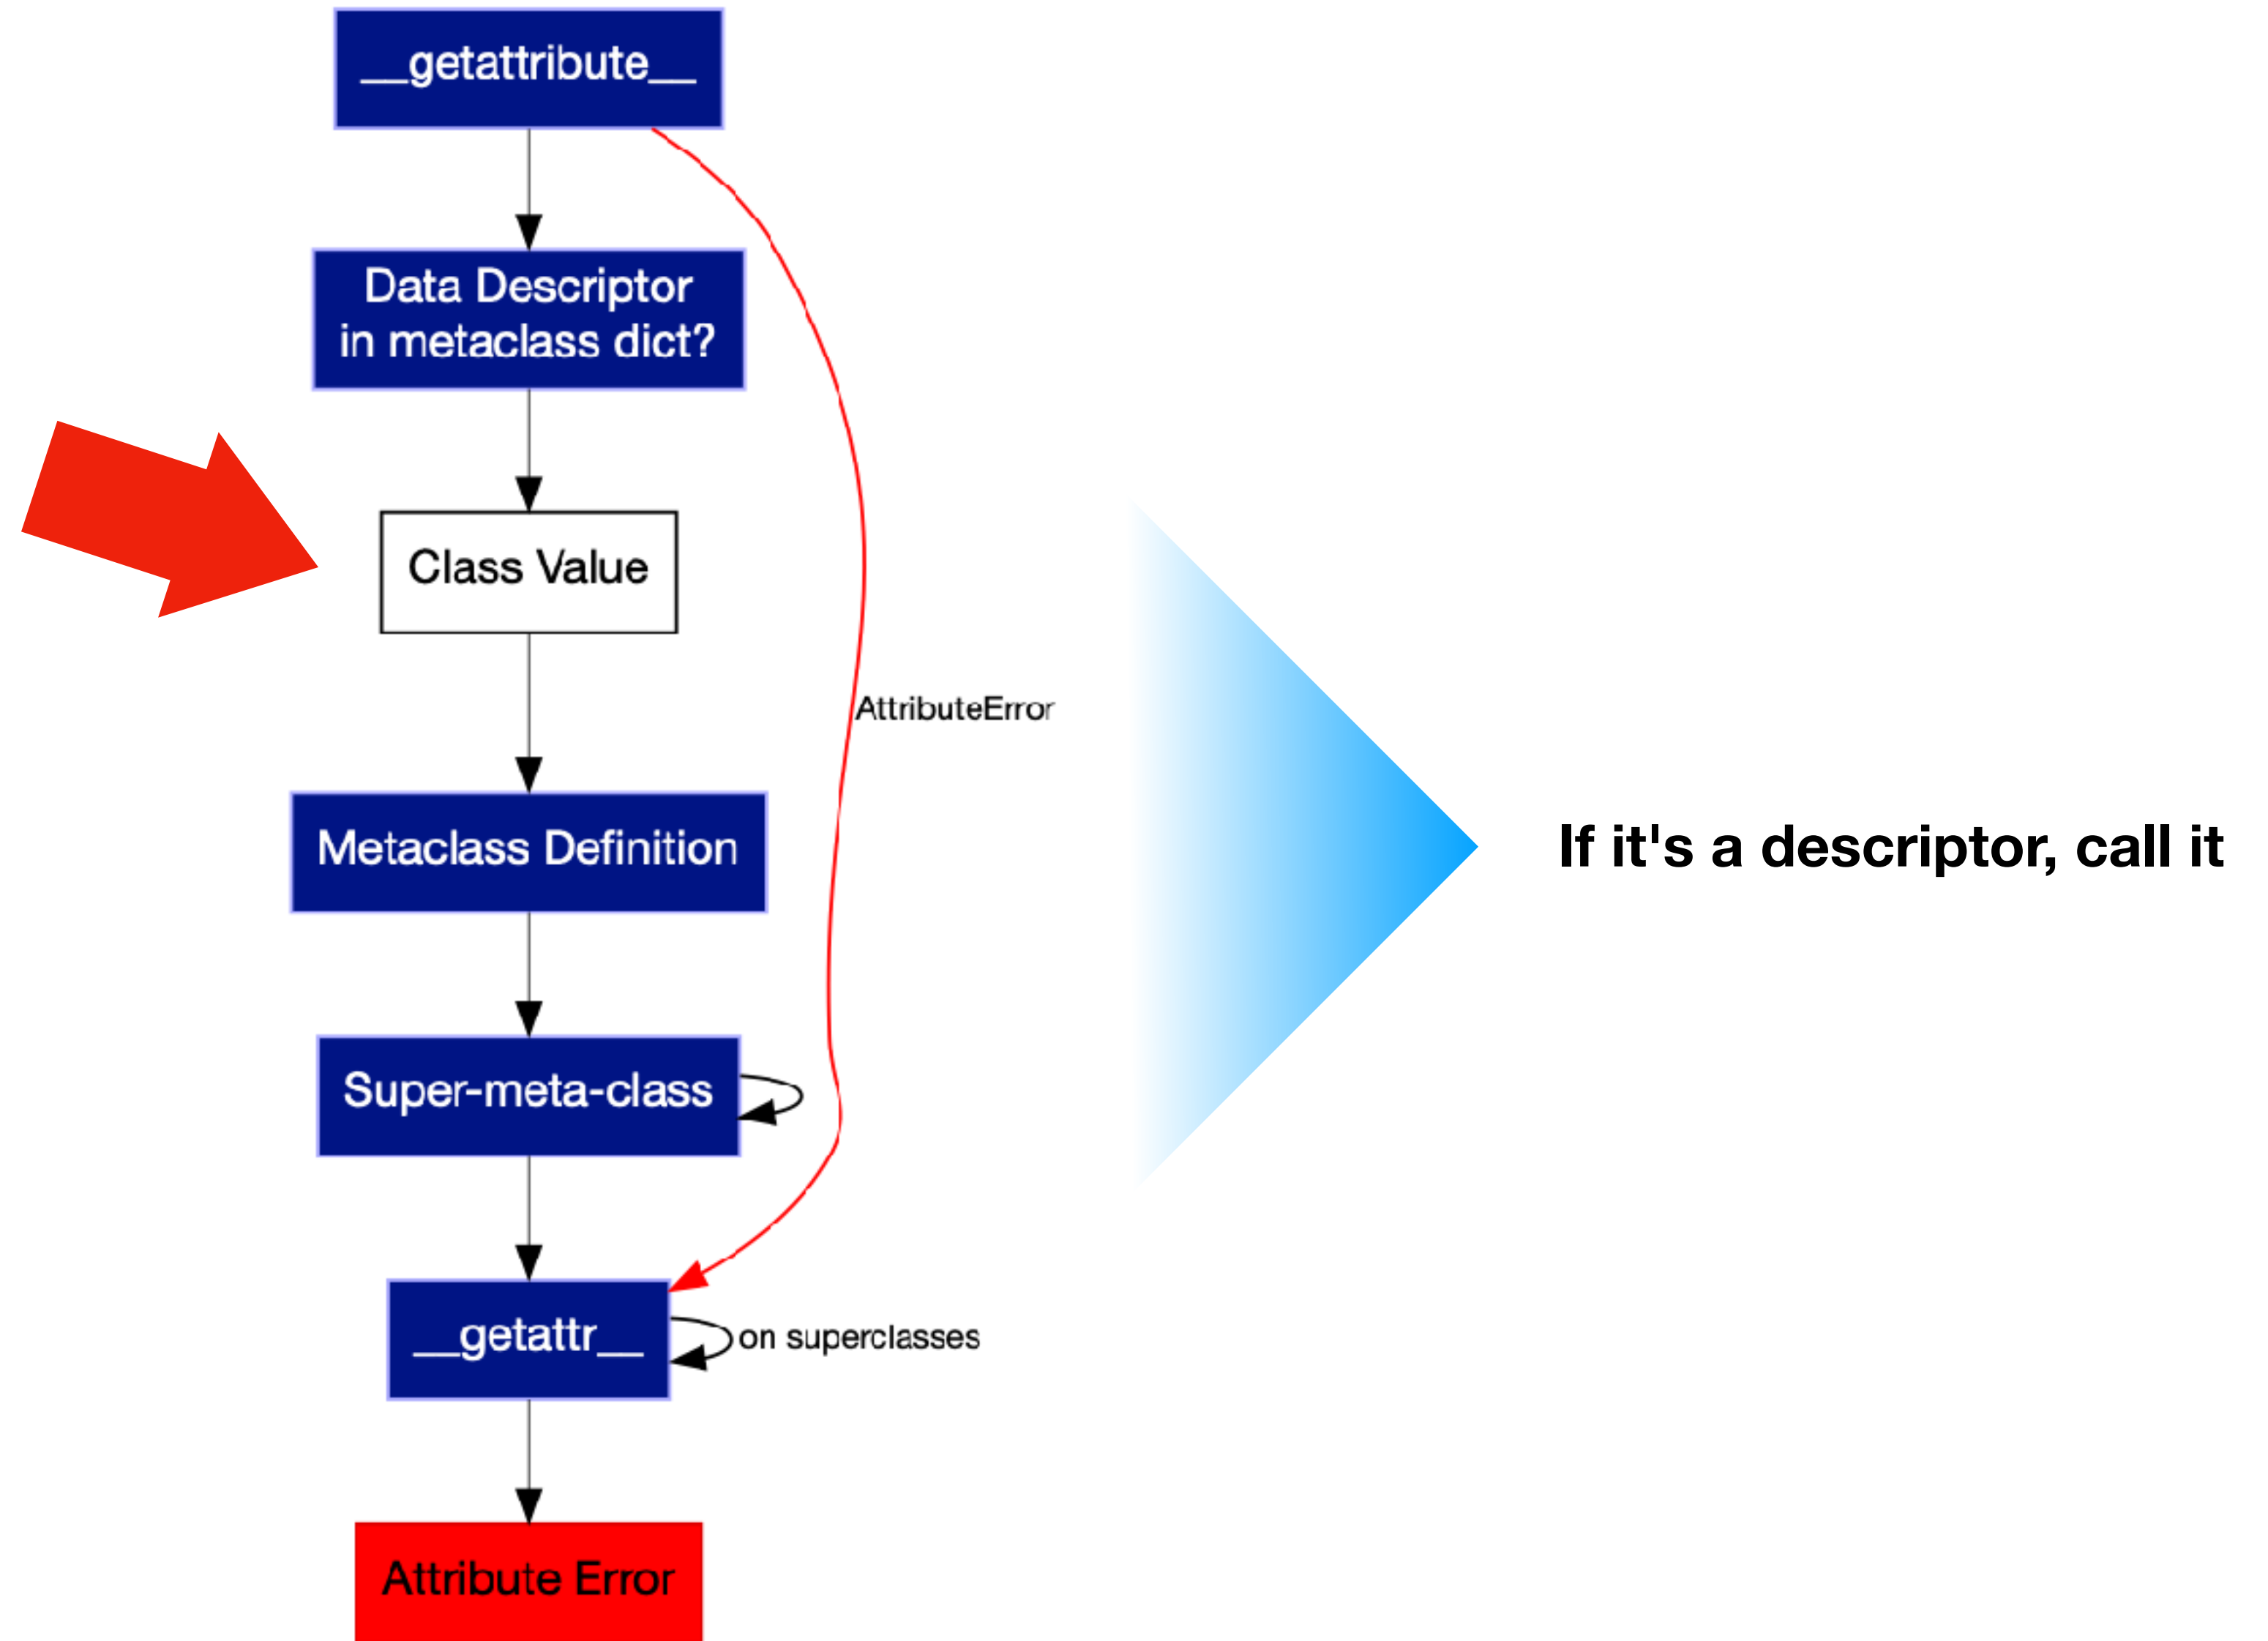 __getattribute__
Data Descriptor
in metaclass dict?
Class Value
AttributeError
Metaclass Definition
If it's a descriptor, call it
Super-meta-class
__getattr__
on superclasses
Attribute Error